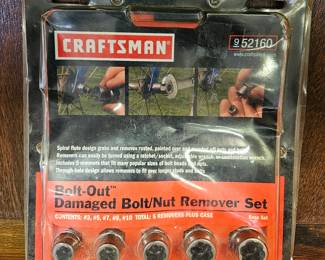 CRAFTSMAN
9 52160
Spiral flute design grabs and removes rusted, painted over and rounded off nuts and bolts
Removers can easily be turned using a ratchet/socket, adjustable wrench, or combination wrench.
Includes 5 removers that fit many popular sizes of bolt heads and nuts.
Through-hole design allows removers to fit over longer studs and bolts
Bolt-Out™
Damaged Bolt/Nut Remover Set
CONTENTS: #3, #5, #7, #9, #10 TOTAL: 5 REMOVERS PLUS CASE